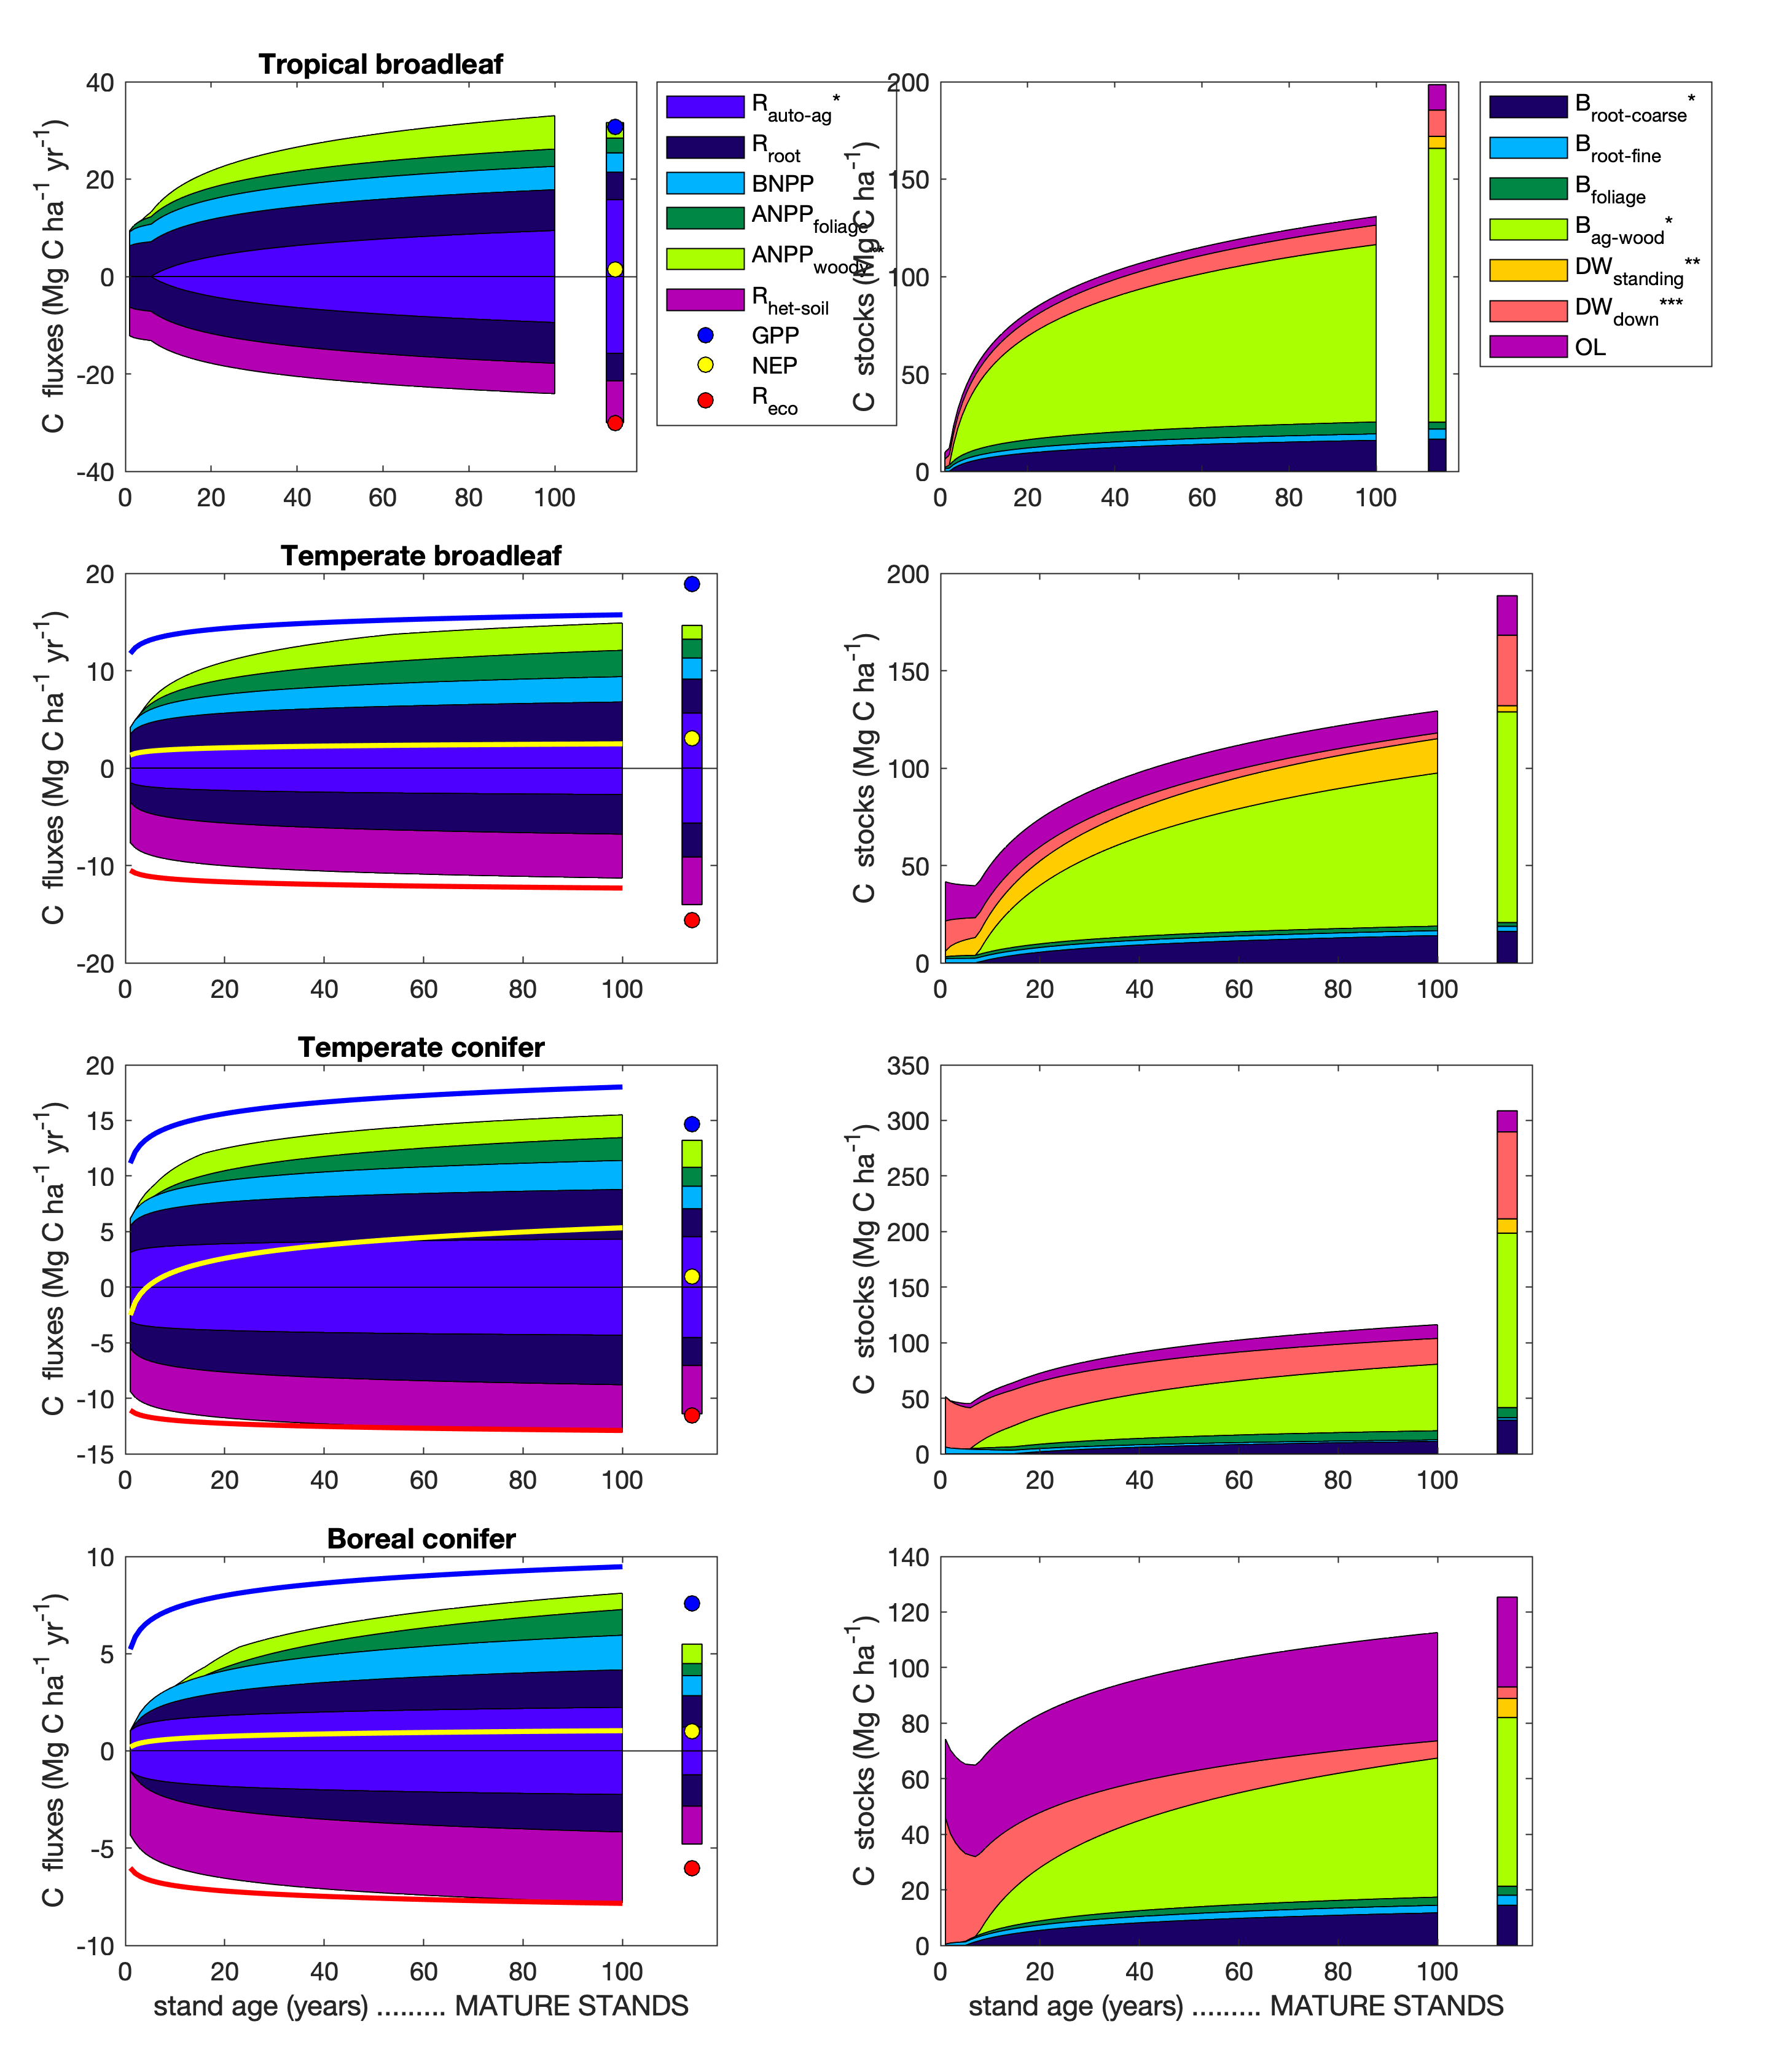 Tropical broadleaf
C fluxes (Mg C ha-1 yr-1)
40
20
0
-20
-40
0 20 40 60 80 100
Rauto-ag*
Rroot
BNPP
ANPPfoliage
ANPPwoody**
Rhet-soil
GPP
NEP
Reco
C stocks (Mg C ha-1)
200
150
100
50
0
0 20 40 60 80 100
Broot-coarse*
Broot-fine
Bfoliage
Bag-wood*
DWstanding**
DWdown***
OL
Temperate broadleaf
C fluxes (Mg C ha-1 yr-1)
20
10
0
-10
-20
0 20 40 60 80 100
C stocks (Mg C ha-1)
200
150
100
50
0
0 20 40 60 80 100
Temperate conifer
C fluxes (Mg C ha-1 yr-1)
20
15
10
5
0
-5
-10
-15
0 20 40 60 80 100
C stocks (Mg C ha-1)
350
300
250
200
150
100
50
0
0 20 40 60 80 100
Boreal conifer
C fluxes (Mg C ha-1 yr-1)
10
5
0
-5
-10
0 20 40 60 80 100
stand age (years) ......... MATURE STANDS
C stocks (Mg C ha-1)
140
120
100
80
60
40
20
0
0 20 40 60 80 100
stand age (years) ......... MATURE STANDS